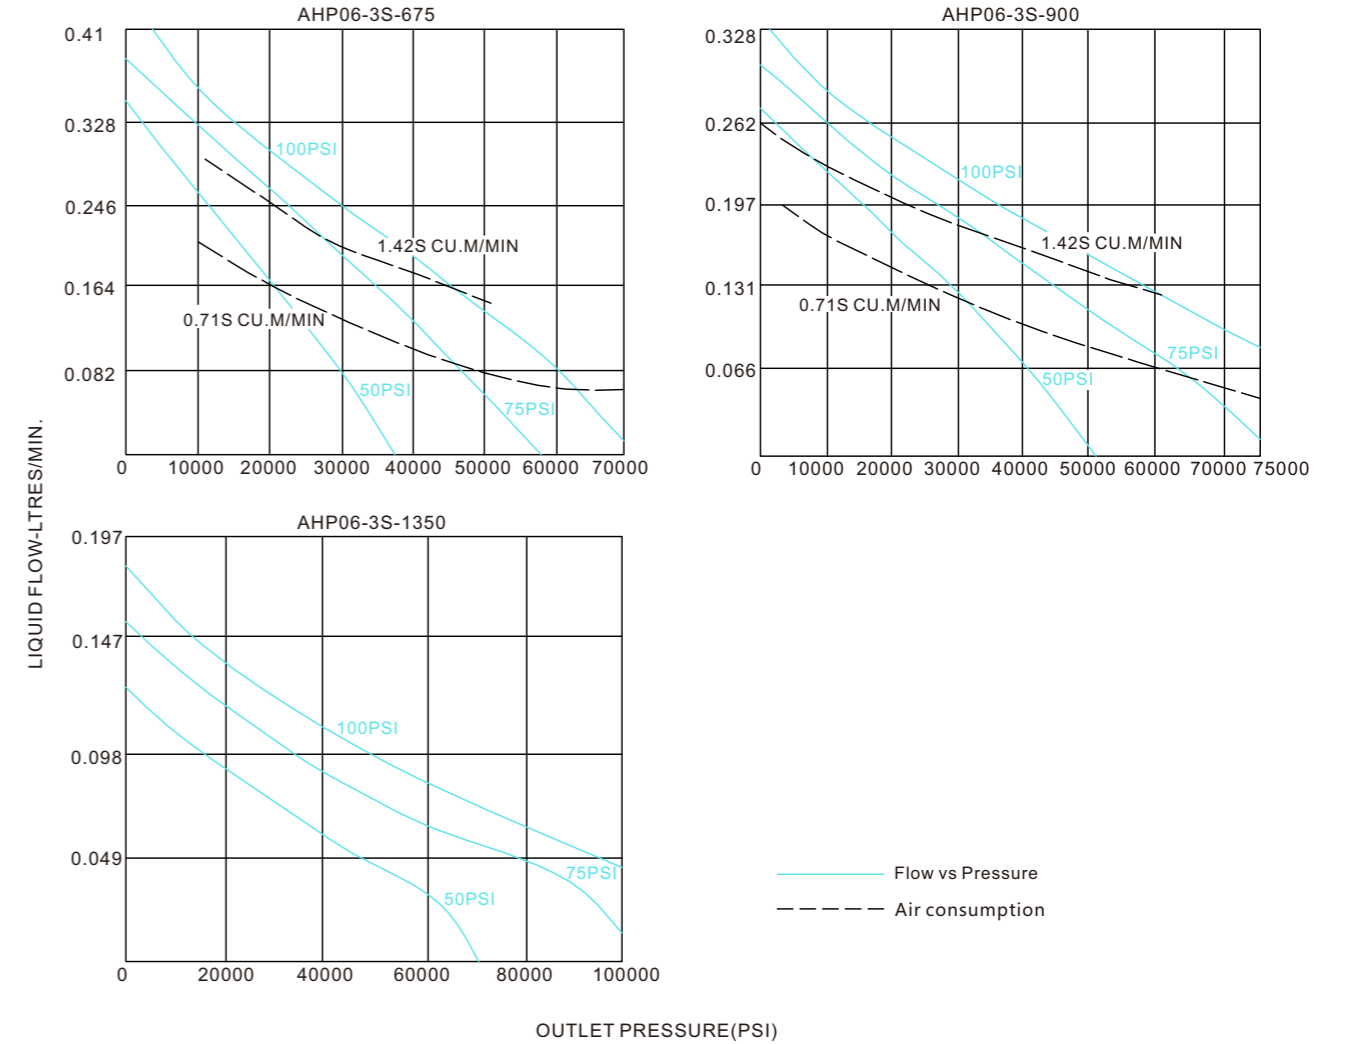 AHP06-3S-675
0.41
0.328
0.246
0.164
0.082
100PSI
1.42S CU.M/MIN
0.71S CU.M/MIN
50PSI
75PSI
0 10000 20000 30000 40000 50000 60000 70000
AHP06-3S-900
0.328
0.262
0.197
0.131
0.066
100PSI
1.42S CU.M/MIN
0.71S CU.M/MIN
75PSI
50PSI
0 10000 20000 30000 40000 50000 60000 70000 75000
LIQUID FLOW-LTRES/MIN.
AHP06-3S-1350
0.197
0.147
0.098
0.049
100PSI
75PSI
50PSI
0 20000 40000 60000 80000 100000
Flow vs Pressure
Air consumption
OUTLET PRESSURE(PSI)